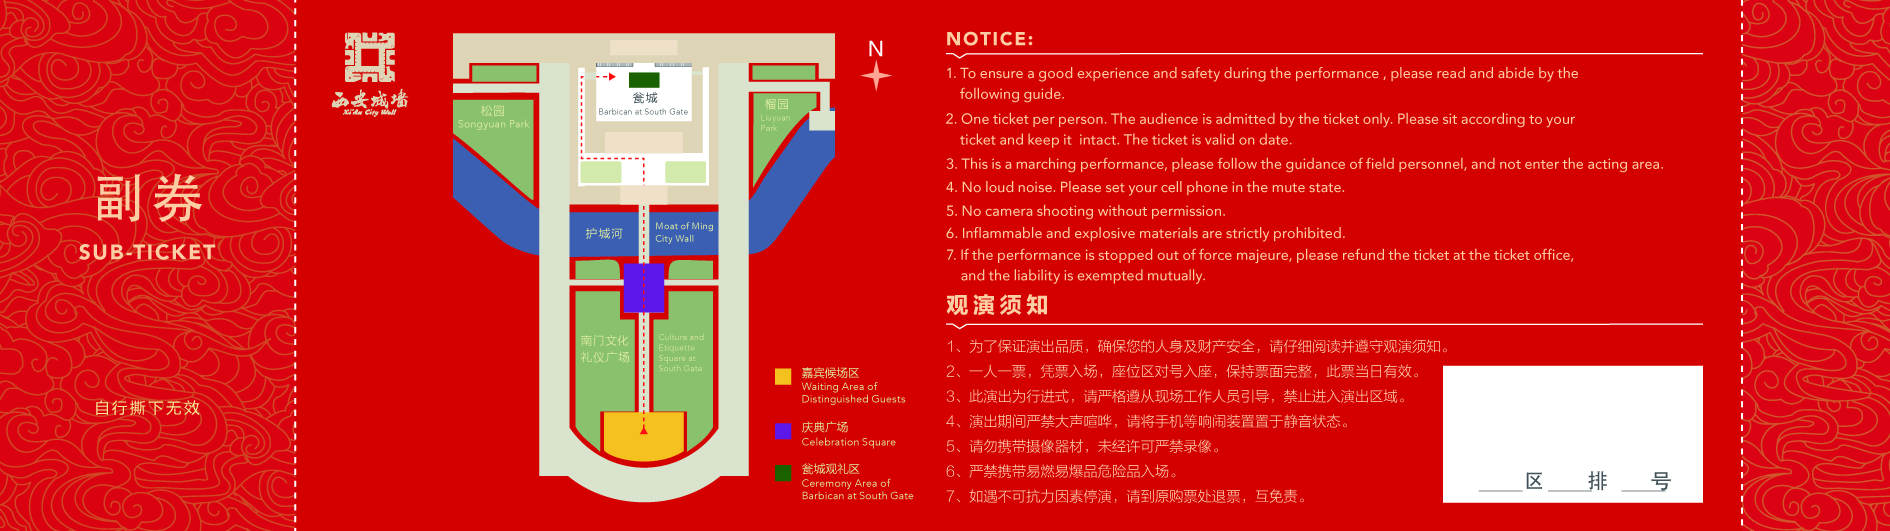 副券
SUB-TICKET
自行撕下无效
西安城墙
Xi'An City Wall
松园
Songyuan Park
瓮城
Barbican at South Gate
榴园
Liuyuan
Park
N
护城河
Moat of Ming
City Wall
南门文化
礼仪广场
Culture and
Etiquette
Square at
South Gate
嘉宾候场区
Waiting Area of
Distinguished Guests
庆典广场
Celebration Square
瓮城观礼区
Ceremony Area of
Barbican at South Gate
NOTICE:
1. To ensure a good experience and safety during the performance , please read and abide by the
following guide.
2. One ticket per person. The audience is admitted by the ticket only. Please sit according to your
ticket and keep it intact. The ticket is valid on date.
3. This is a marching performance, please follow the guidance of field personnel, and not enter the acting area.
4. No loud noise. Please set your cell phone in the mute state.
5. No camera shooting without permission.
6. Inflammable and explosive materials are strictly prohibited.
7. If the performance is stopped out of force majeure, please refund the ticket at the ticket office,
and the liability is exempted mutually.
观演须知
1、为了保证演出品质，确保您的人身及财产安全，请仔细阅读并遵守观演须知。
2、一人一票，凭票入场，座位区对号入座，保持票面完整，此票当日有效。
3、此演出为行进式，请严格遵从现场工作人员引导，禁止进入演出区域。
4、演出期间严禁大声喧哗，请将手机等响闹装置置于静音状态。
5、请勿携带摄像器材，未经许可严禁录像。
6、严禁携带易燃易爆品危险品入场。
7、如遇不可抗力因素停演，请到原购票处退票，互免责。
____区____排____号